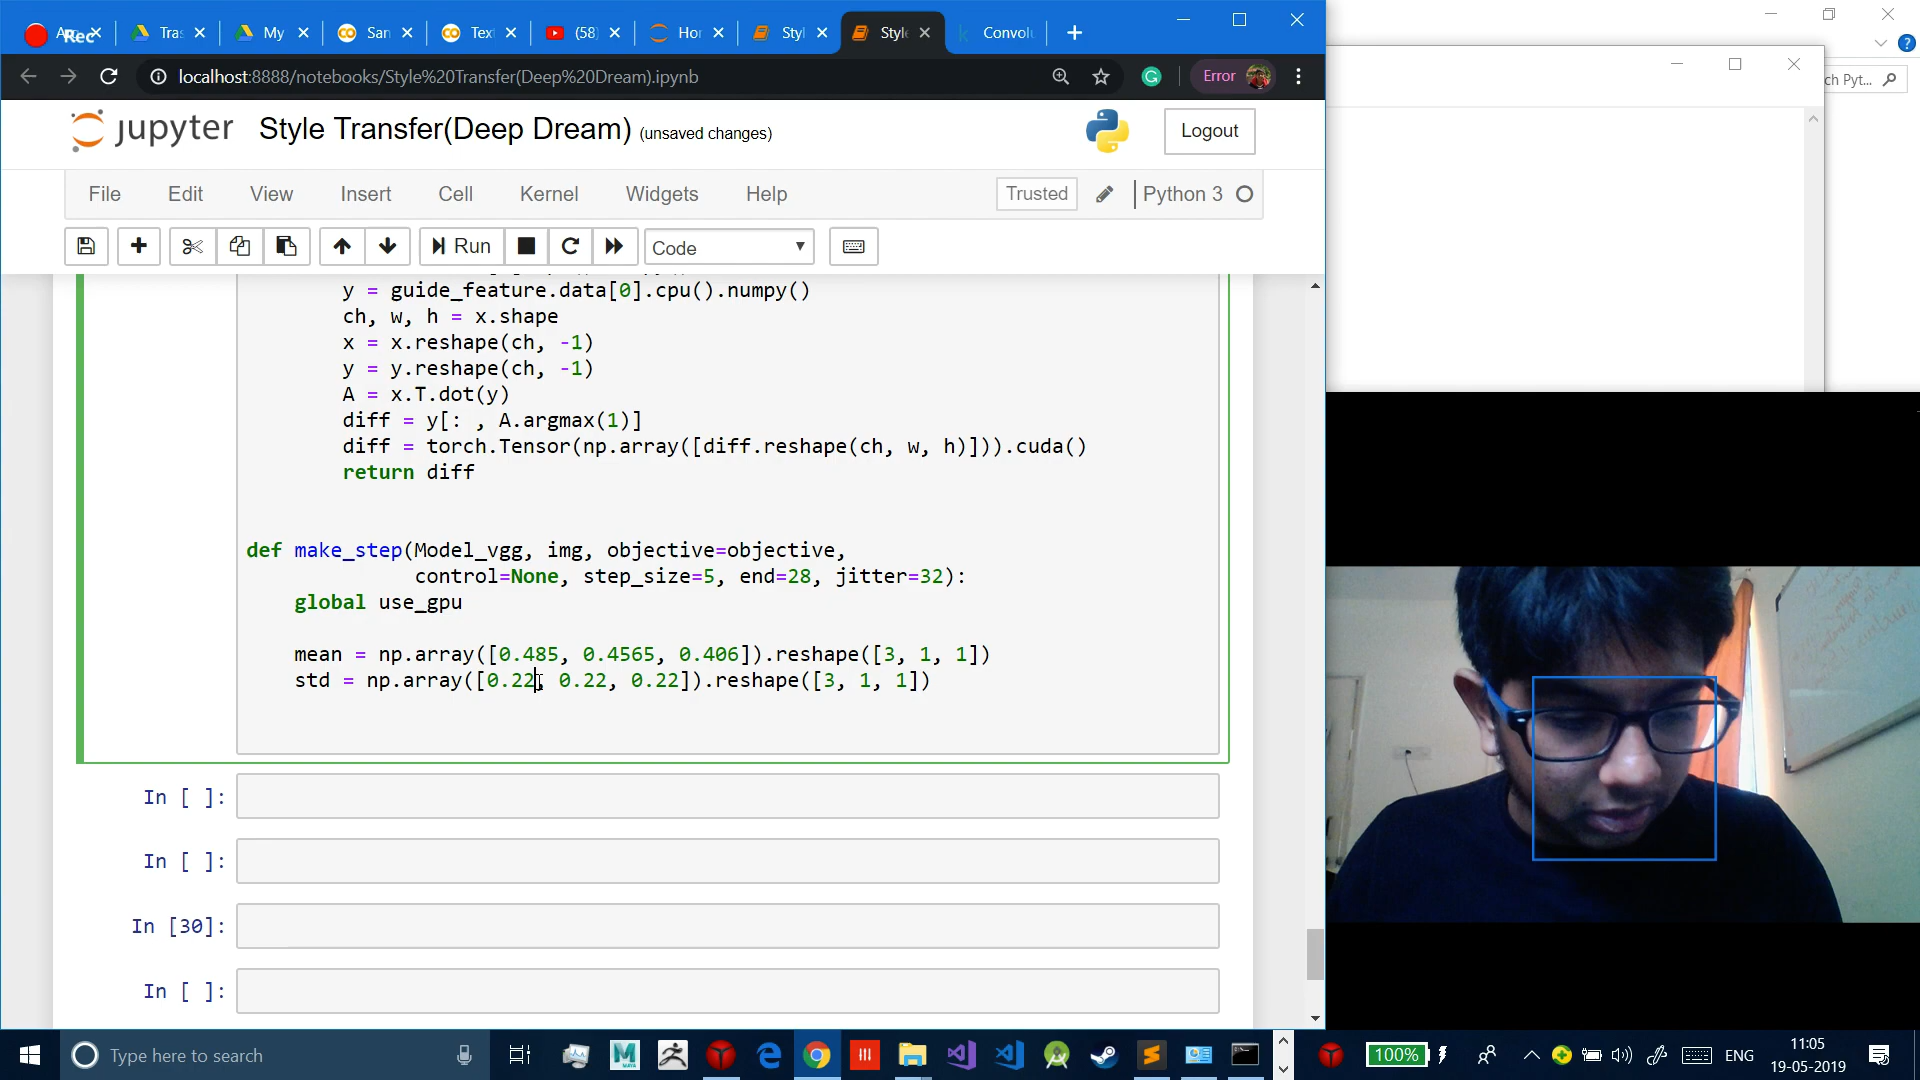 Rec
Tra
My
San
Tex
(58)
Hor
Styl
Style
Convol
localhost:8888/notebooks/Style%20Transfer(Deep%20Dream).ipynb
Error
ch Pyt...
jupyter Style Transfer(Deep Dream) (unsaved changes)
Logout
File Edit View Insert Cell Kernel Widgets Help
Trusted
Python 3
Run
Code
y = guide_feature.data[0].cpu().numpy()
ch, w, h = x.shape
x = x.reshape(ch, -1)
y = y.reshape(ch, -1)
A = x.T.dot(y)
diff = y[: , A.argmax(1)]
diff = torch.Tensor(np.array([diff.reshape(ch, w, h)])).cuda()
return diff
def make_step(Model_vgg, img, objective=objective,
control=None, step_size=5, end=28, jitter=32):
global use_gpu
mean = np.array([0.485, 0.4565, 0.406]).reshape([3, 1, 1])
std = np.array([0.22, 0.22, 0.22]).reshape([3, 1, 1])
In [ ]:
In [ ]:
In [30]:
In [ ]:
Type here to search
100%
ENG
11:05
19-05-2019